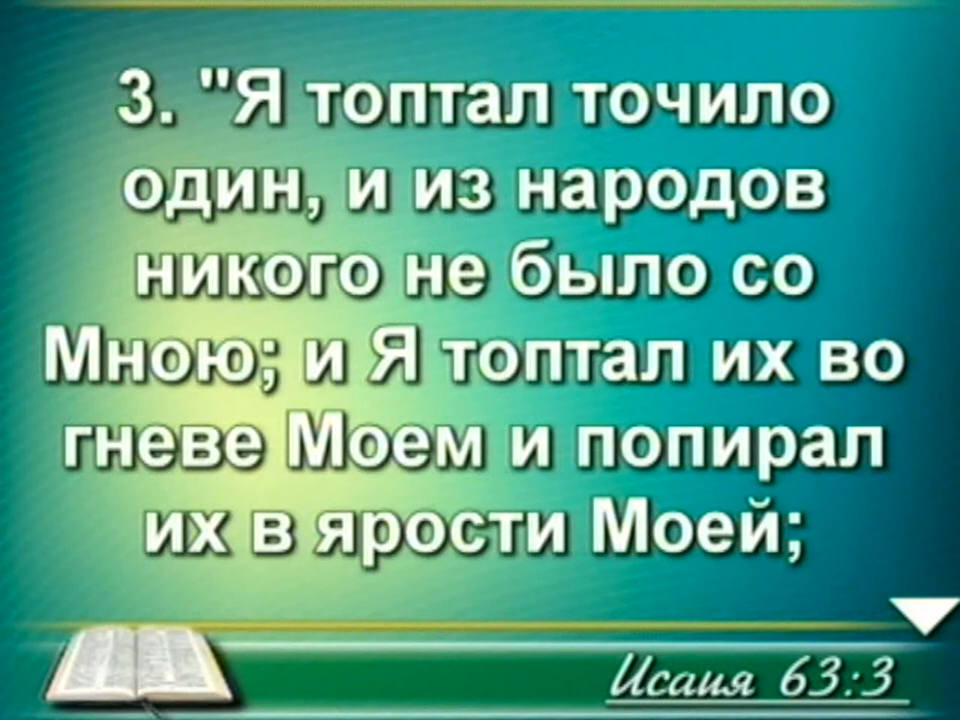 3. "Я топтал точило
один, и из народов
никого не было со
Мною; и Я топтал их во
гневе Моем и попирал
их в ярости Моей;
Исаия 63:3